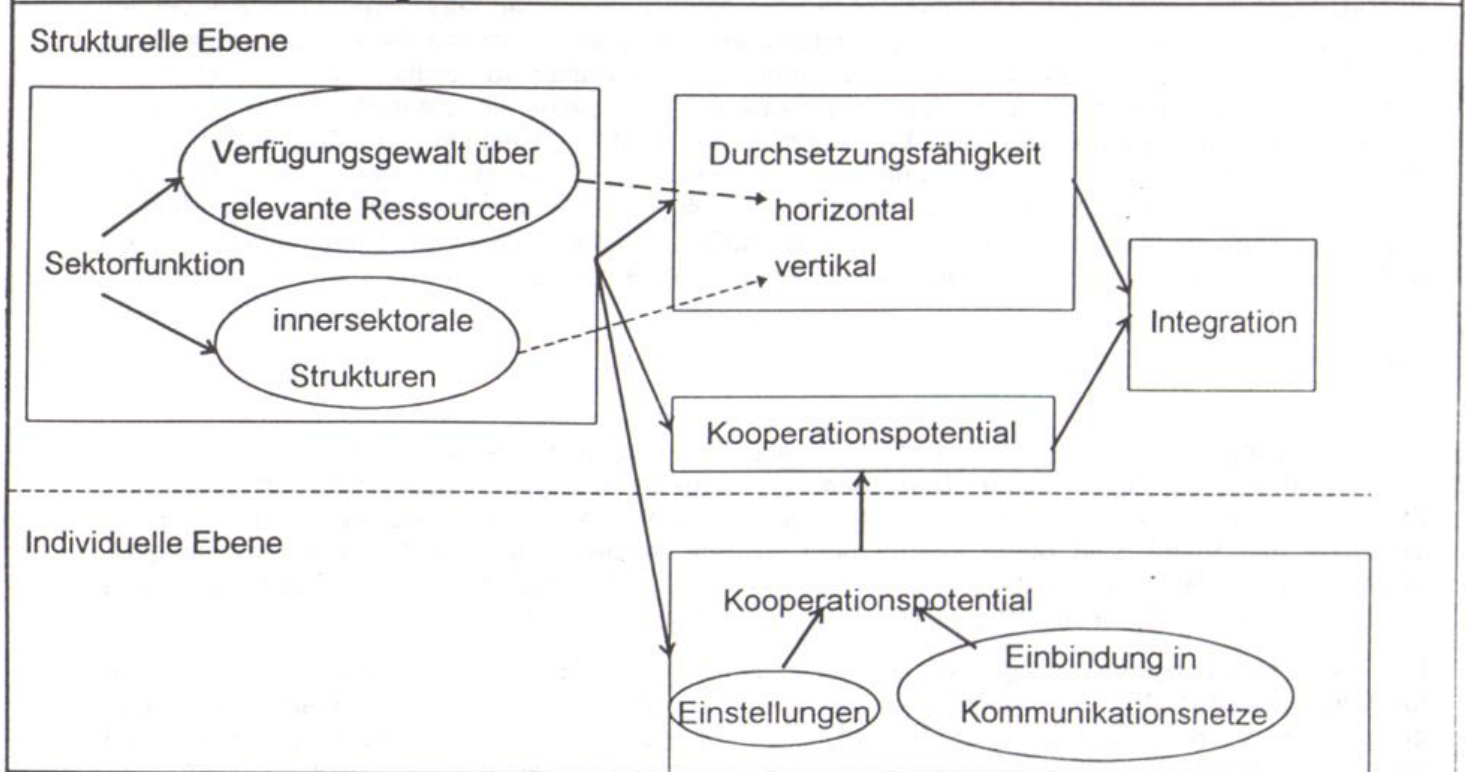 Strukturelle Ebene
Verfügungsgewalt über
relevante Ressourcen
Sektorfunktion
innersektorale
Strukturen
Durchsetzungsfähigkeit
horizontal
vertikal
Integration
Kooperationspotential
Individuelle Ebene
Kooperationspotential
Einstellungen
Einbindung in
Kommunikationsnetze